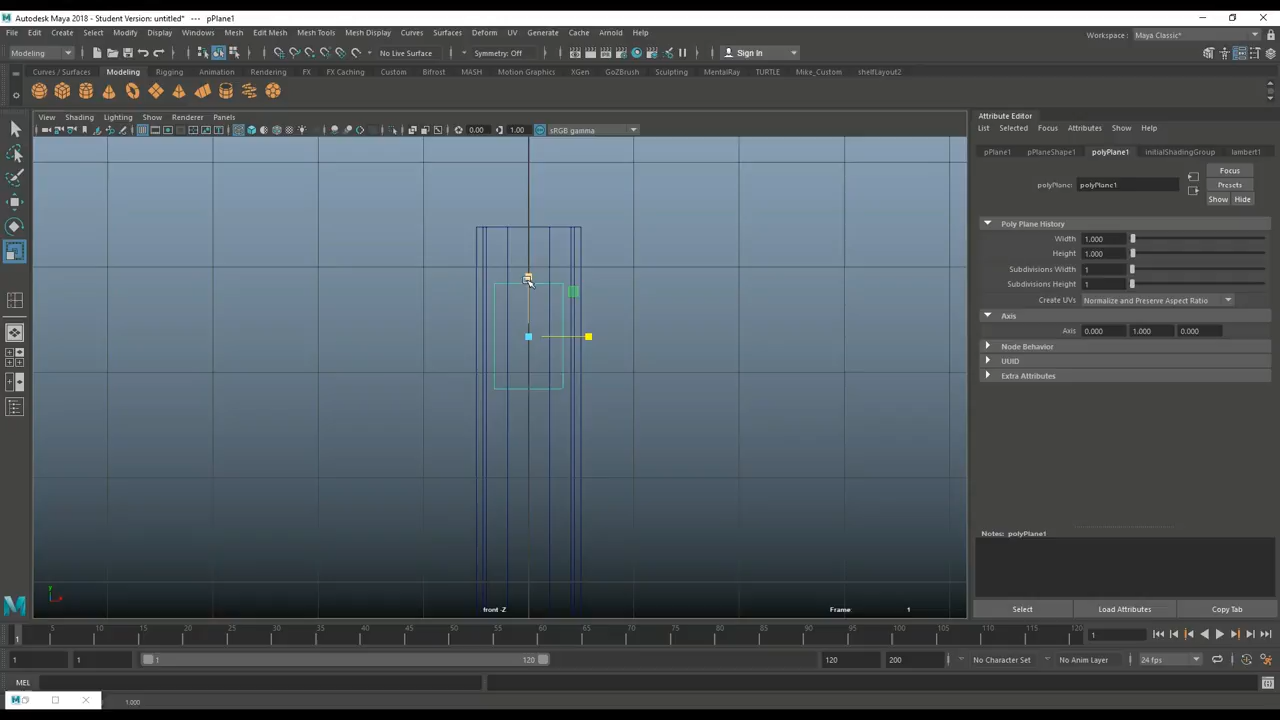 Autodesk Maya 2018 - Student Version: untitled* --- pPlane1
File Edit Create Select Modify Display Windows Mesh Edit Mesh Mesh Tools Mesh Display Curves Surfaces Deform UV Generate Cache Arnold Help
Workspace: Maya Classic*
Modeling No Live Surface Symmetry: Off Sign In
Curves / Surfaces Modeling Rigging Animation Rendering FX FX Caching Custom Bifrost MASH Motion Graphics XGen GoZBrush Sculpting MentalRay TURTLE Mike_Custom shelfLayout2
View Shading Lighting Show Renderer Panels
0.00 1.00 sRGB gamma
front -Z
Frame: 1
Attribute Editor
List Selected Focus Attributes Show Help
pPlane1 pPlaneShape1 polyPlane1 initialShadingGroup lambert1
Focus
polyPlane: polyPlane1 Presets
Show Hide
Poly Plane History
Width 1.000
Height 1.000
Subdivisions Width 1
Subdivisions Height 1
Create UVs Normalize and Preserve Aspect Ratio
Axis
Axis 0.000 1.000 0.000
Node Behavior
UUID
Extra Attributes
Notes: polyPlane1
Select Load Attributes Copy Tab
5 10 15 20 25 30 35 40 45 50 55 60 65 70 75 80 85 90 95 100 105 110 115 120
1 1
1 1 1 120 120 200 No Character Set No Anim Layer 24 fps
MEL
1.000